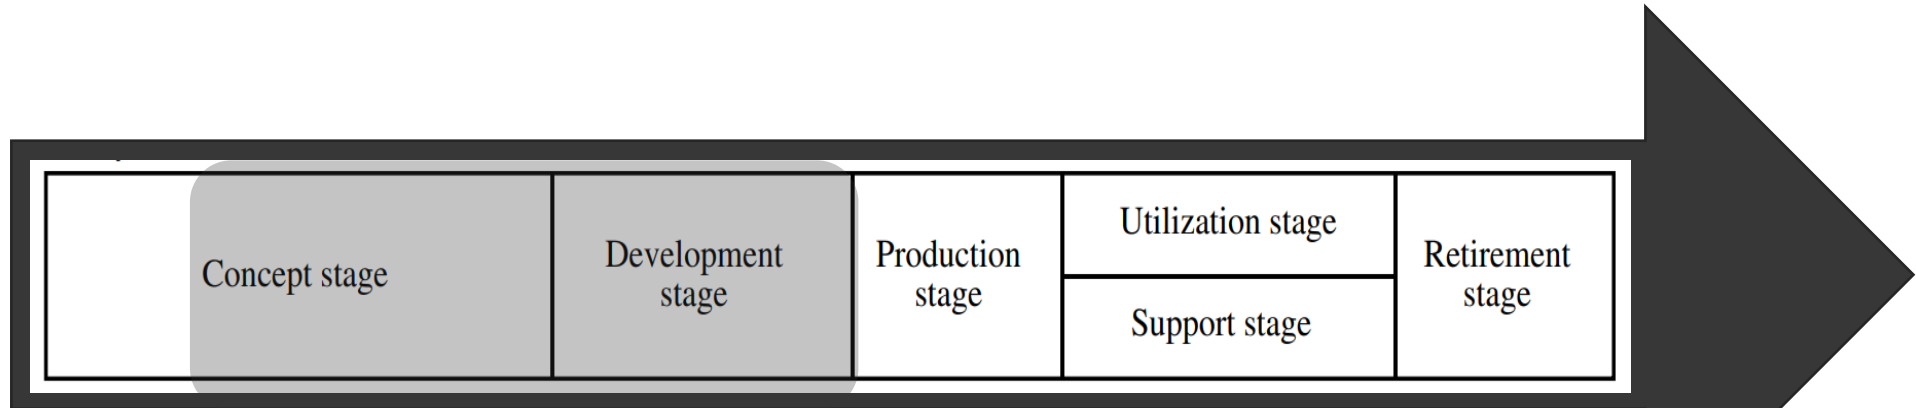 Concept stage
Development
stage
Production
stage
Utilization stage
Support stage
Retirement
stage